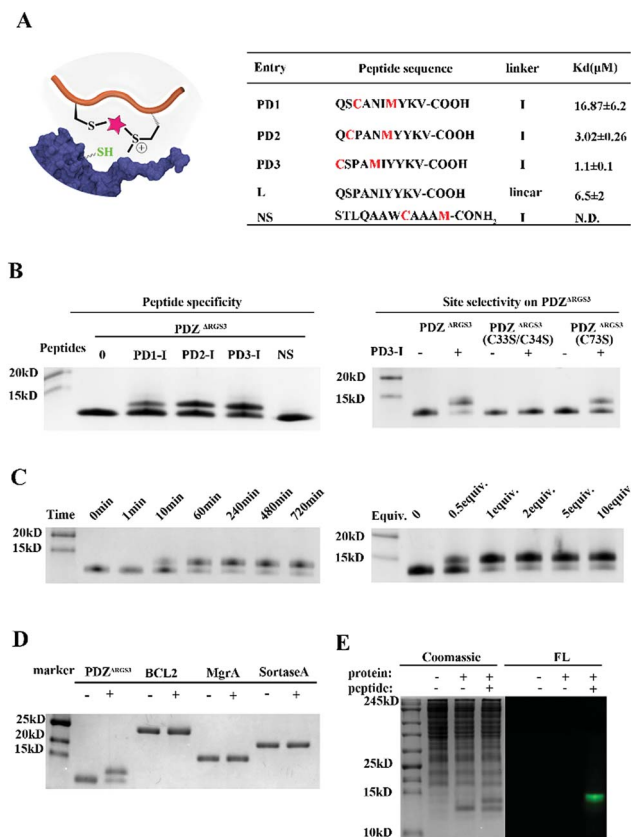 A
S
S
+
SH
Entry Peptide sequence linker Kd(μM)
PD1 QSCANIMYYKV-COOH I 16.87±6.2
PD2 QCPANMYYKV-COOH I 3.02±0.26
PD3 CSPAMIYYKV-COOH I 1.1±0.1
L QSPANIYYKV-COOH linear 6.5±2
NS STLQAAWCAAAM-CONH2 I N.D.
B
Peptide specificity
PDZ ΔRGS3
Peptides 0 PD1-I PD2-I PD3-I NS
20kD
15kD
Site selectivity on PDZΔRGS3
PDZ ΔRGS3 PDZ ΔRGS3 (C33S/C34S) PDZ ΔRGS3 (C73S)
PD3-I - + - + - +
20kD
15kD
C
Time 0min 1min 10min 60min 240min 480min 720min
20kD
15kD
Equiv. 0 0.5equiv. 1equiv. 2equiv. 5equiv. 10equiv.
20kD
15kD
D
marker PDZΔRGS3 BCL2 MgrA SortaseA
- + - + - + - +
25kD
20kD
15kD
E
Coomassie FL
protein: - + + - + +
peptide: - - + - - +
245kD
25kD
15kD
10kD